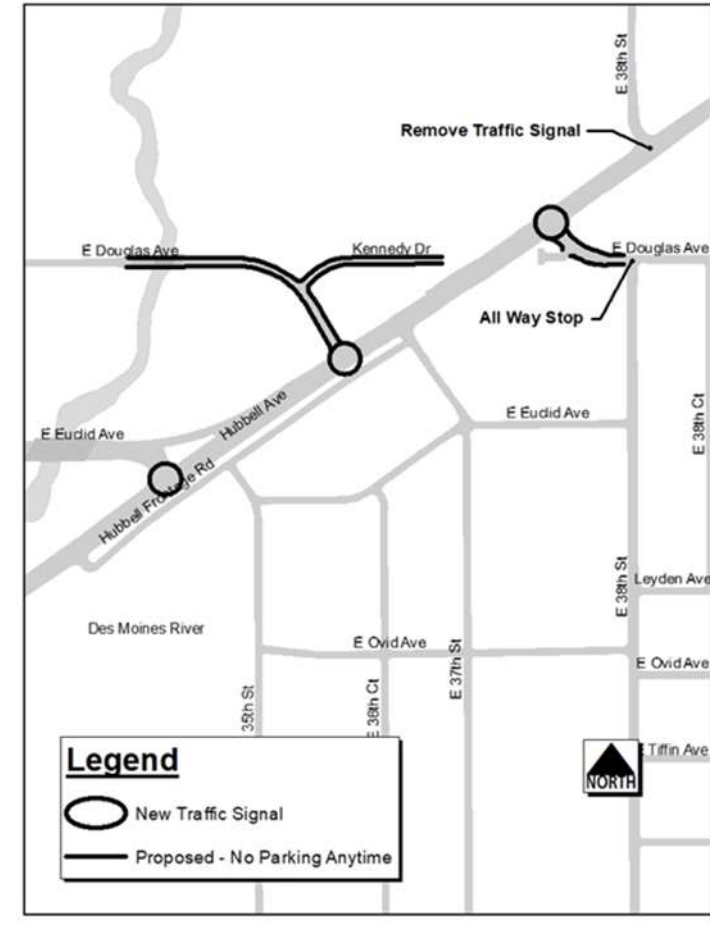 E 38th St
Remove Traffic Signal
E Douglas Ave
Kennedy Dr
E Douglas Ave
All Way Stop
E 38th Ct
Hubbell Ave
E Euclid Ave
E Euclid Ave
Hubbell Frontage Rd
E 38th St
Leyden Ave
Des Moines River
E Ovid Ave
E 37th St
E Ovid Ave
35th St
E 36th Ct
E Tiffin Ave
NORTH
Legend
New Traffic Signal
Proposed - No Parking Anytime